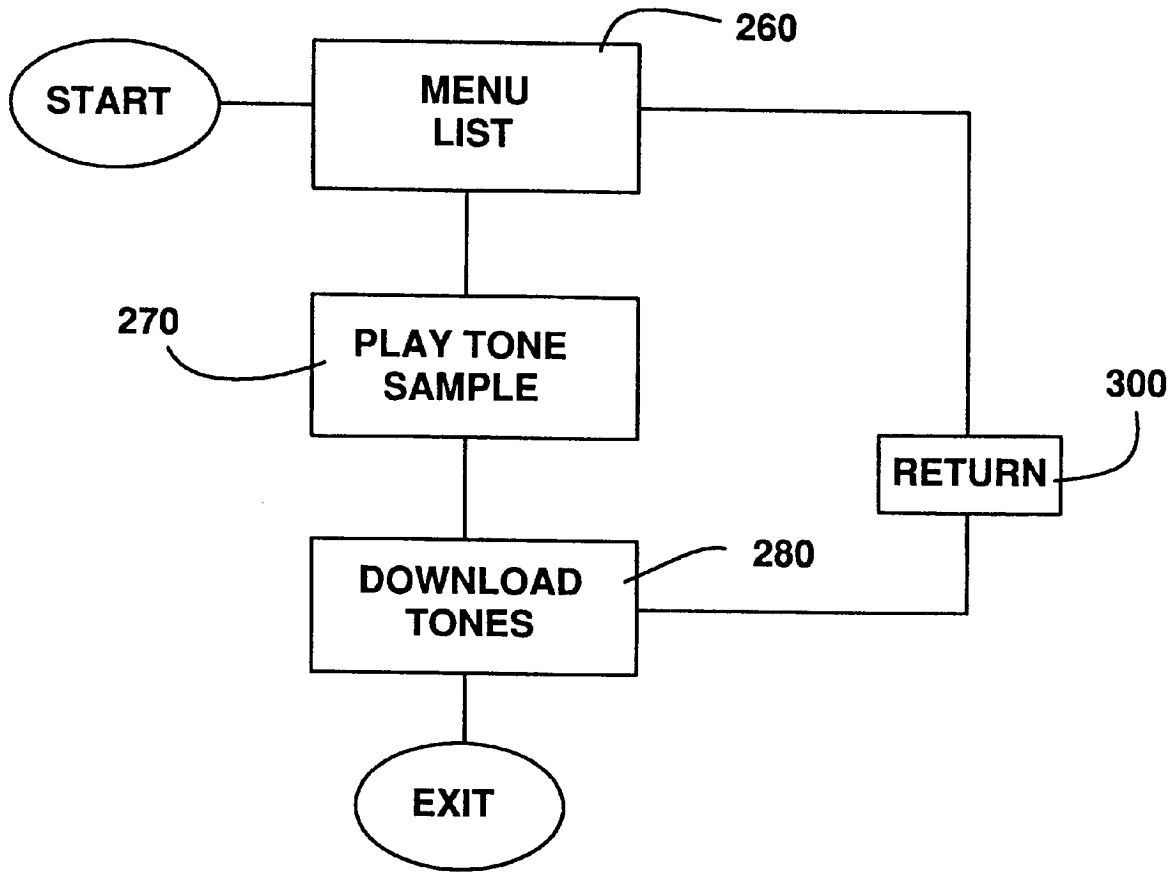 260
START
MENU
LIST
270
PLAY TONE
SAMPLE
300
RETURN
280
DOWNLOAD
TONES
EXIT